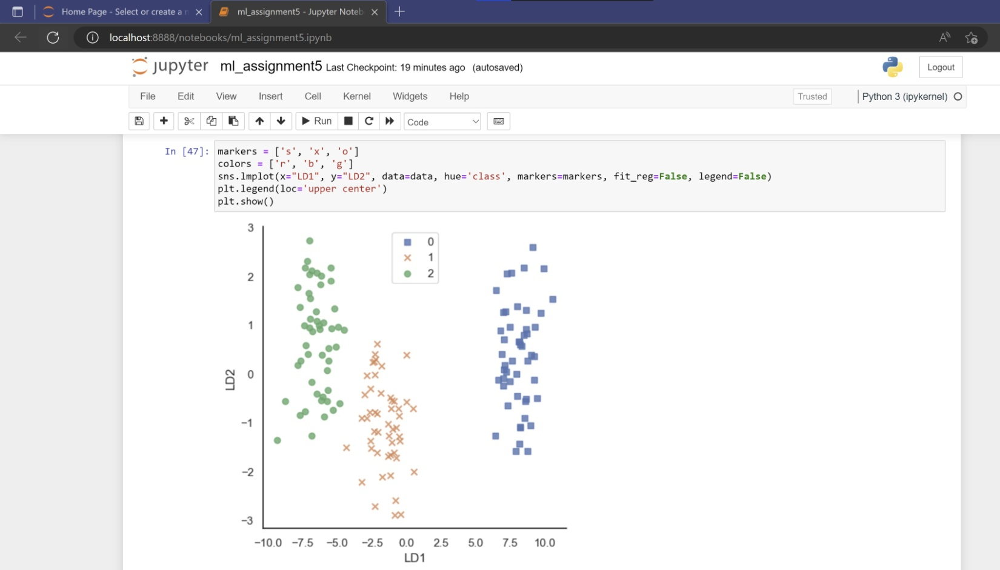 Home Page - Select or create a n
ml_assignment5 - Jupyter Noteb
localhost:8888/notebooks/ml_assignment5.ipynb
jupyter ml_assignment5 Last Checkpoint: 19 minutes ago (autosaved)
Logout
File Edit View Insert Cell Kernel Widgets Help
Trusted
Python 3 (ipykernel)
Run
Code
In [47]:
markers = ['s', 'x', 'o']
colors = ['r', 'b', 'g']
sns.lmplot(x="LD1", y="LD2", data=data, hue='class', markers=markers, fit_reg=False, legend=False)
plt.legend(loc='upper center')
plt.show()
3
2
1
0
−1
−2
−3
LD2
0
1
2
−10.0 −7.5 −5.0 −2.5 0.0 2.5 5.0 7.5 10.0
LD1